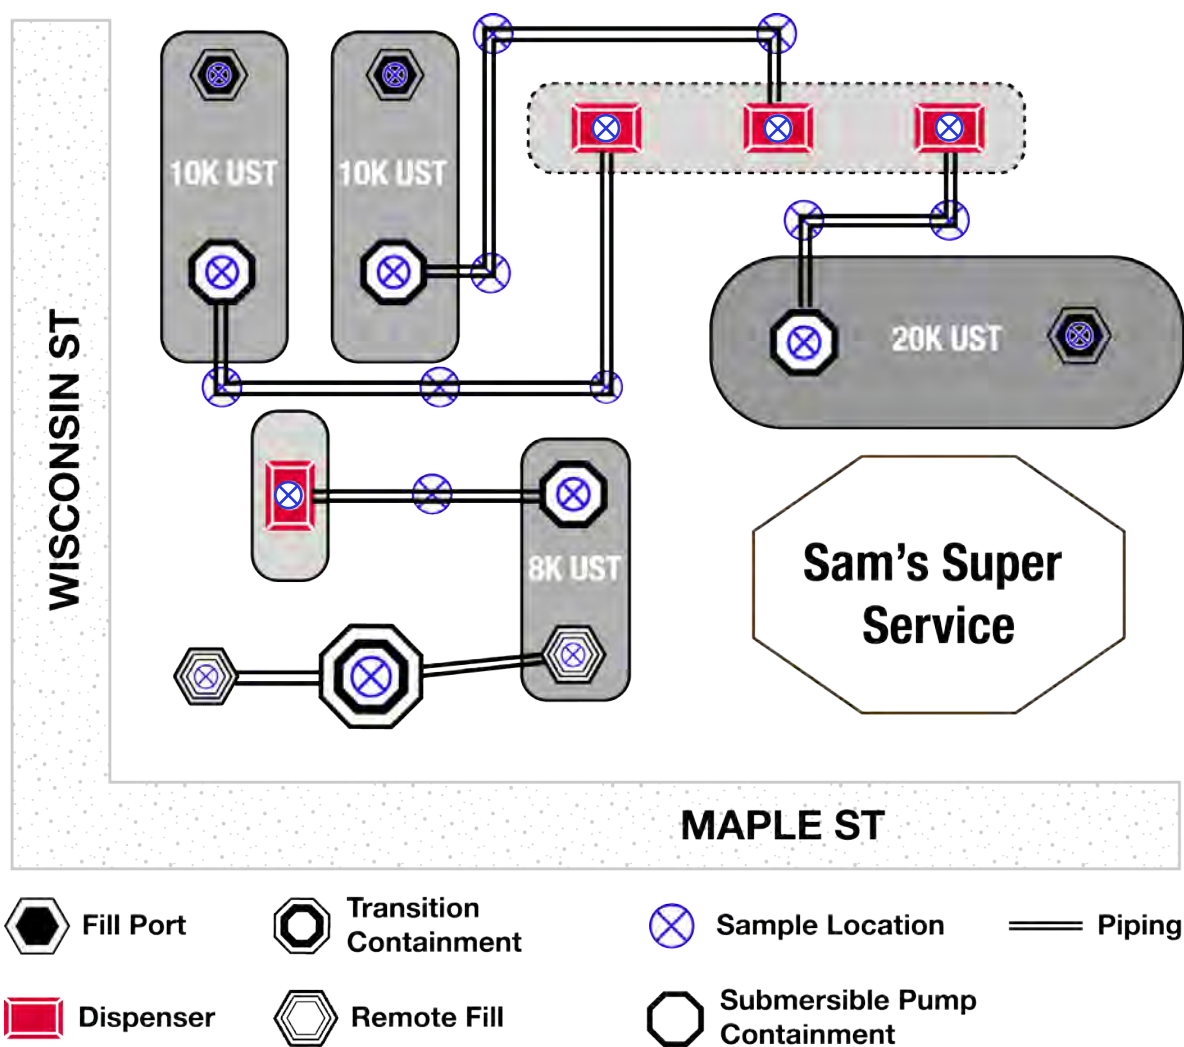 10K UST
10K UST
20K UST
WISCONSIN ST
8K UST
Sam's Super
Service
MAPLE ST
Fill Port
Transition
Containment
Sample Location
Piping
Dispenser
Remote Fill
Submersible Pump
Containment